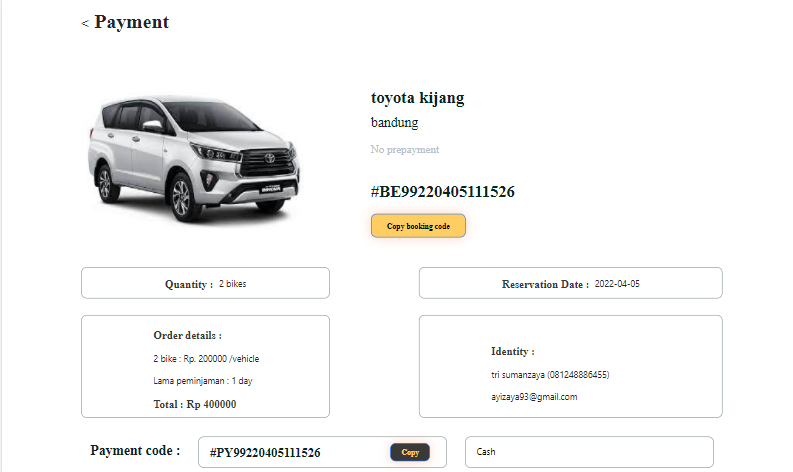 < Payment
toyota kijang
bandung
No prepayment
#BE99220405111526
Copy booking code
Quantity : 2 bikes
Reservation Date : 2022-04-05
Order details :
2 bike : Rp. 200000 /vehicle
Lama peminjaman : 1 day
Total : Rp 400000
Identity :
tri sumanzaya (081248886455)
ayizaya93@gmail.com
Payment code :
#PY99220405111526
Copy
Cash